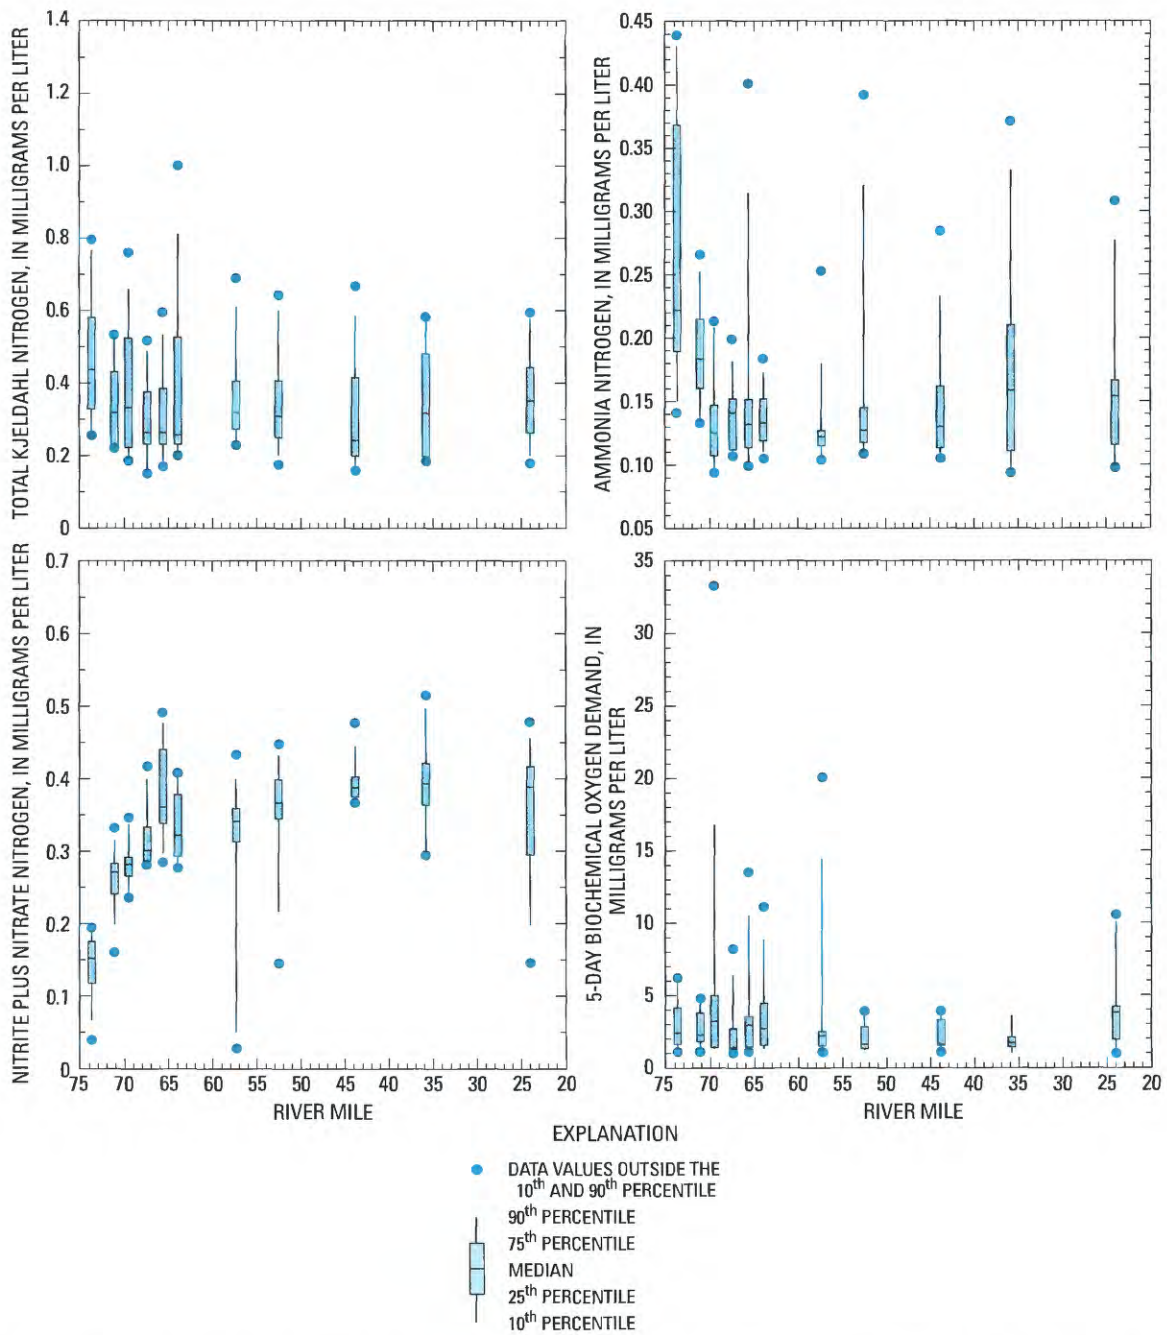 TOTAL KJELDAHL NITROGEN, IN MILLIGRAMS PER LITER
1.4
1.2
1.0
0.8
0.6
0.4
0.2
0
AMMONIA NITROGEN, IN MILLIGRAMS PER LITER
0.45
0.40
0.35
0.30
0.25
0.20
0.15
0.10
0.05
NITRITE PLUS NITRATE NITROGEN, IN MILLIGRAMS PER LITER
0.7
0.6
0.5
0.4
0.3
0.2
0.1
0
75 70 65 60 55 50 45 40 35 30 25 20
RIVER MILE
5-DAY BIOCHEMICAL OXYGEN DEMAND, IN
MILLIGRAMS PER LITER
35
30
25
20
15
10
5
0
75 70 65 60 55 50 45 40 35 30 25 20
RIVER MILE
EXPLANATION
DATA VALUES OUTSIDE THE
10th AND 90th PERCENTILE
90th PERCENTILE
75th PERCENTILE
MEDIAN
25th PERCENTILE
10th PERCENTILE